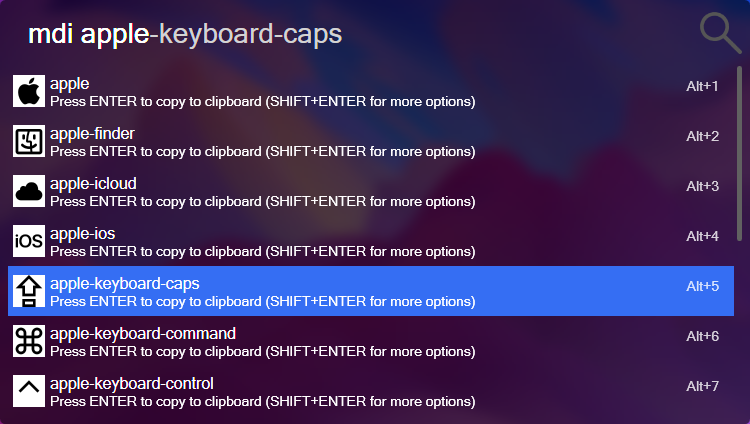 mdi apple-keyboard-caps
apple
Press ENTER to copy to clipboard (SHIFT+ENTER for more options)
Alt+1
apple-finder
Press ENTER to copy to clipboard (SHIFT+ENTER for more options)
Alt+2
apple-icloud
Press ENTER to copy to clipboard (SHIFT+ENTER for more options)
Alt+3
iOS
apple-ios
Press ENTER to copy to clipboard (SHIFT+ENTER for more options)
Alt+4
apple-keyboard-caps
Press ENTER to copy to clipboard (SHIFT+ENTER for more options)
Alt+5
apple-keyboard-command
Press ENTER to copy to clipboard (SHIFT+ENTER for more options)
Alt+6
apple-keyboard-control
Press ENTER to copy to clipboard (SHIFT+ENTER for more options)
Alt+7